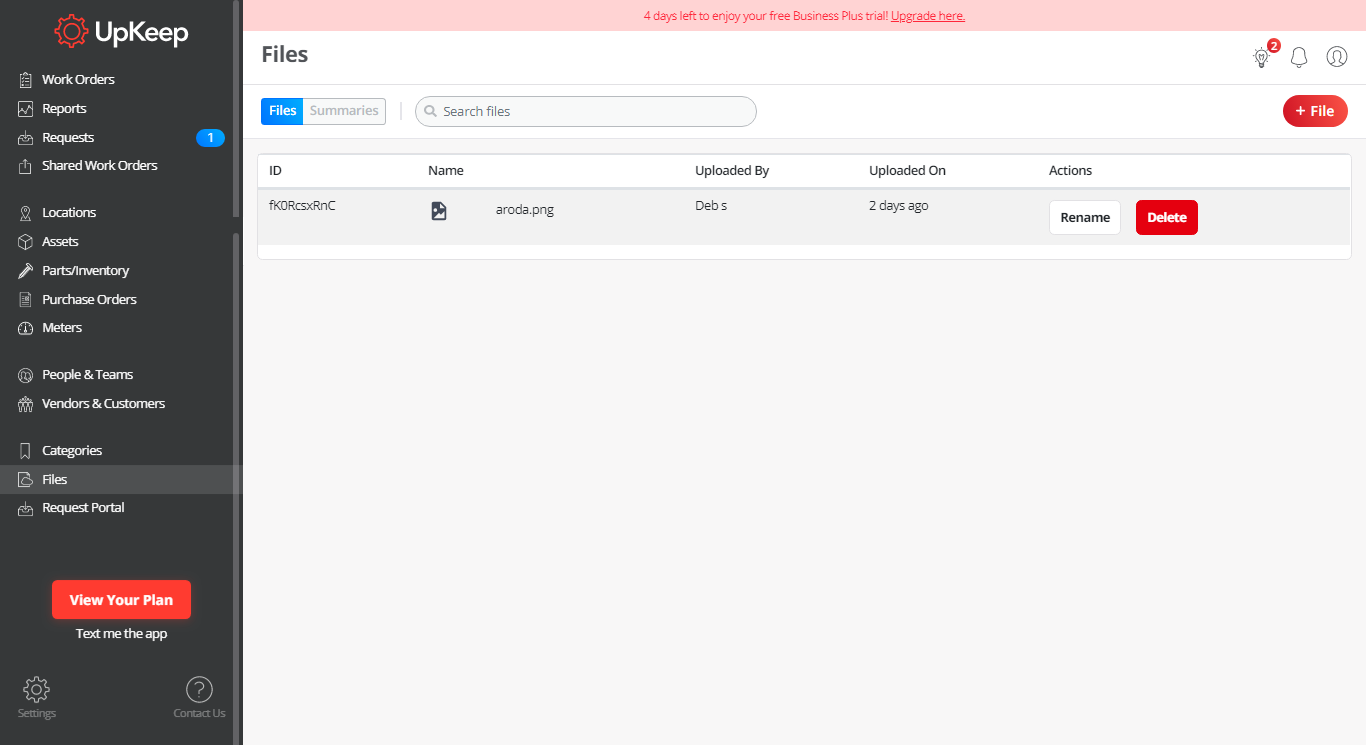 UpKeep
Work Orders
Reports
Requests 1
Shared Work Orders
Locations
Assets
Parts/Inventory
Purchase Orders
Meters
People & Teams
Vendors & Customers
Categories
Files
Request Portal
View Your Plan
Text me the app
Settings Contact Us
4 days left to enjoy your free Business Plus trial! Upgrade here.
Files 2
Files Summaries Search files + File
ID Name Uploaded By Uploaded On Actions
fK0RcsxRnC aroda.png Deb s 2 days ago Rename Delete